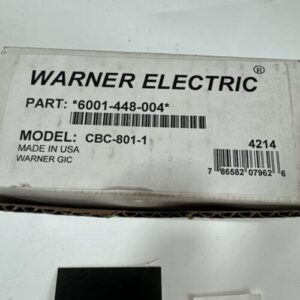 WARNER ELECTRIC®
PART: *6001-448-004*
MODEL: CBC-801-1
MADE IN USA
WARNER GIC
4214
7 86582 07962 6